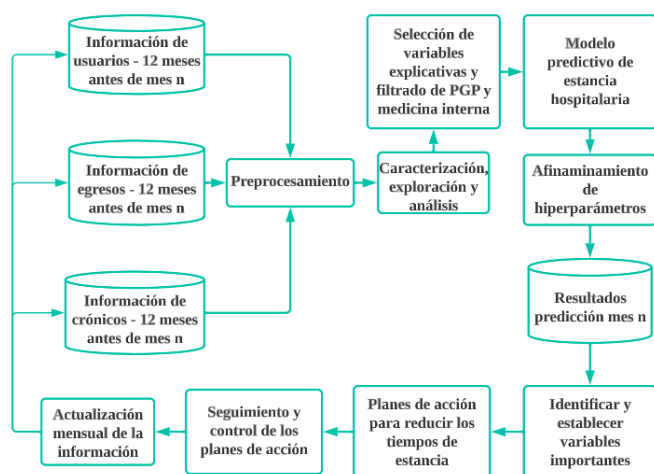 Información de
usuarios - 12 meses
antes de mes n
Selección de
variables explicativas y
filtrado de PGP y
medicina interna
Modelo
predictivo de
estancia
hospitalaria
Información de
egresos - 12 meses
antes de mes n
Preprocesamiento
Caracterización,
exploración y
análisis
Afinaminamiento
de
hiperparámetros
Información de
crónicos - 12 meses
antes de mes n
Resultados
predicción mes n
Actualización
mensual de la
información
Seguimiento y
control de los
planes de acción
Planes de acción
para reducir los
tiempos de
estancia
Identificar y
establecer
variables
importantes